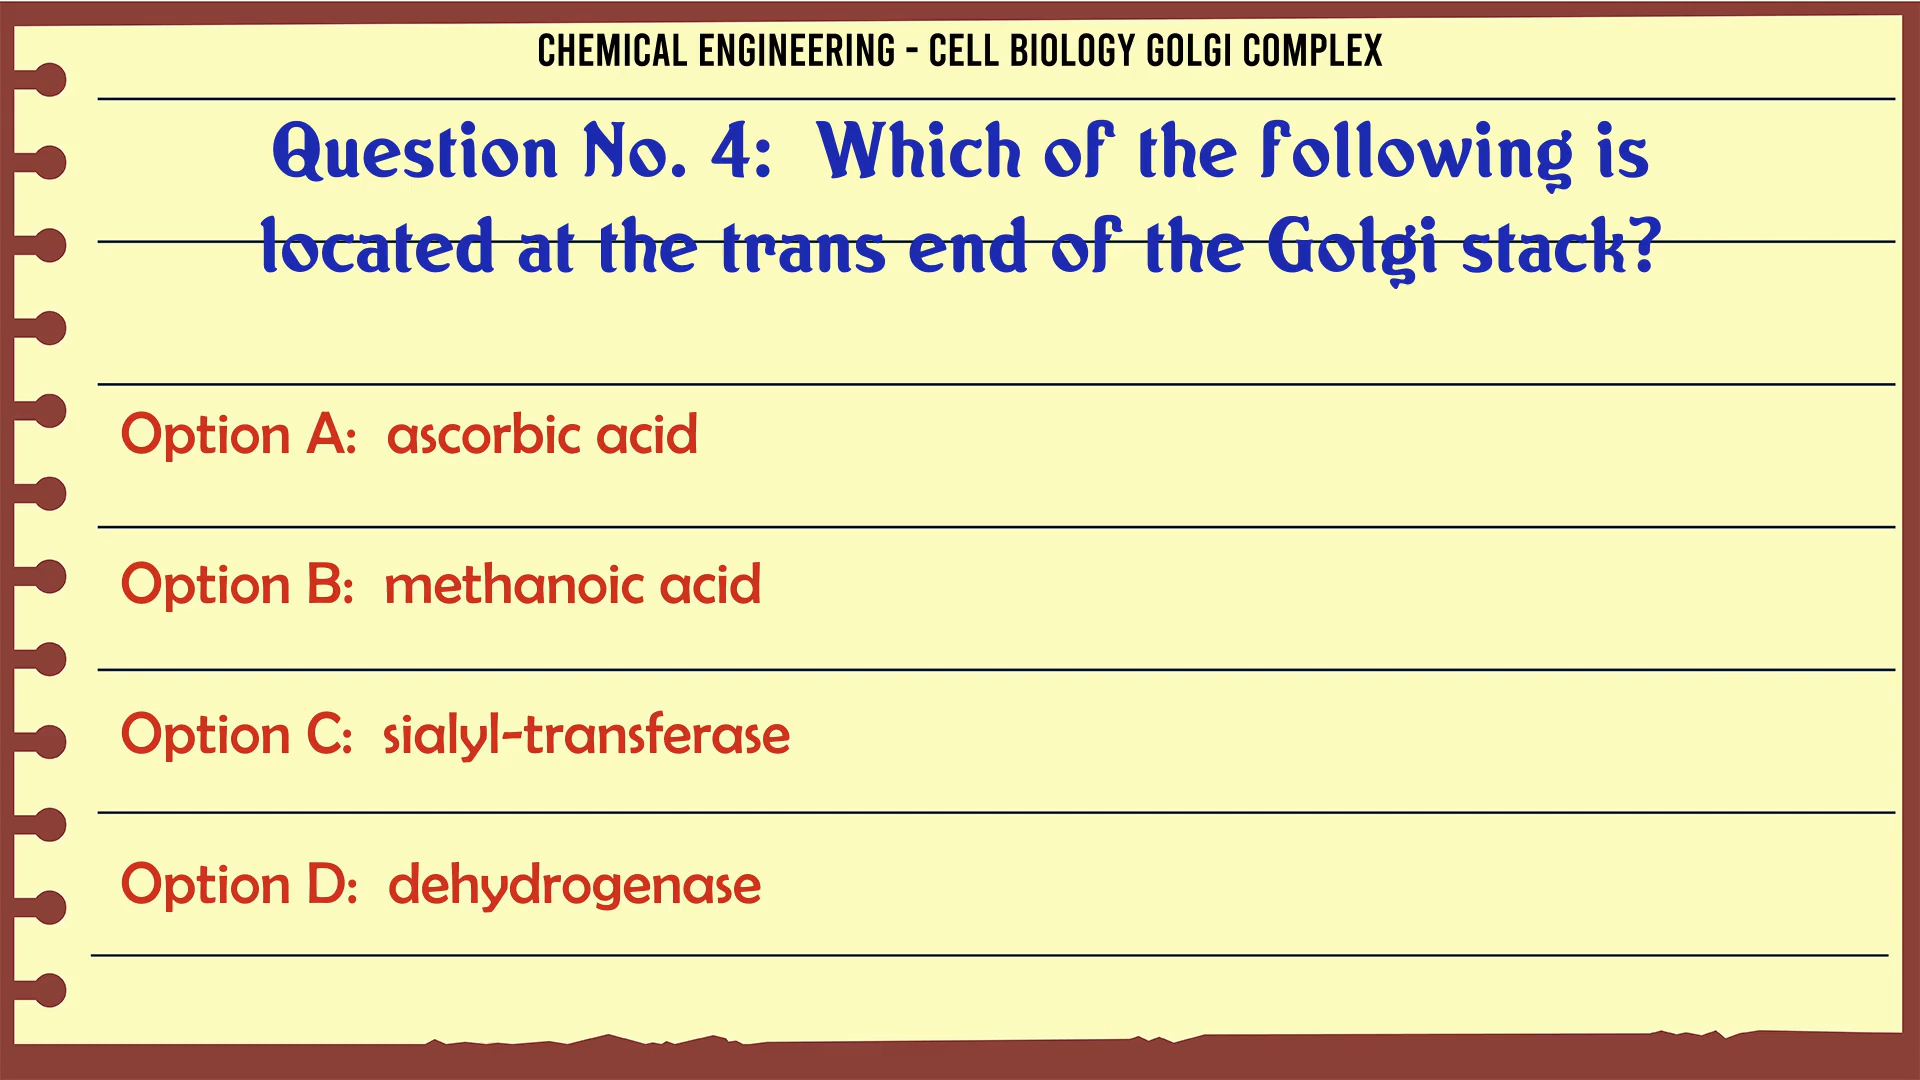 CHEMICAL ENGINEERING - CELL BIOLOGY GOLGI COMPLEX
Question No. 4: Which of the following is
located at the trans end of the Golgi stack?
Option A: ascorbic acid
Option B: methanoic acid
Option C: sialyl-transferase
Option D: dehydrogenase